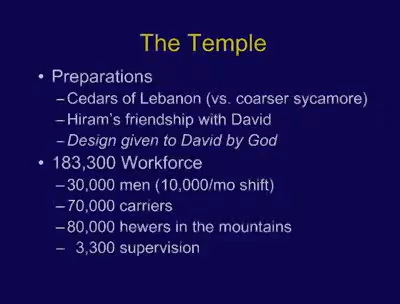 The Temple
• Preparations
–Cedars of Lebanon (vs. coarser sycamore)
–Hiram's friendship with David
–Design given to David by God
• 183,300 Workforce
–30,000 men (10,000/mo shift)
–70,000 carriers
–80,000 hewers in the mountains
– 3,300 supervision